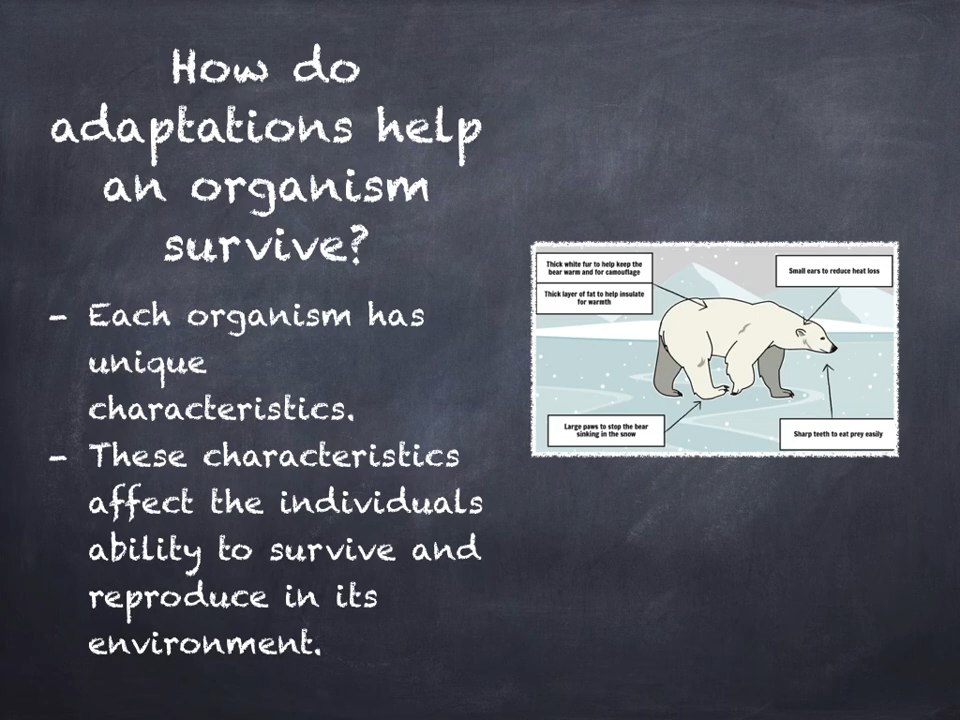 How do
adaptations help
an organism
survive?
- Each organism has
unique
characteristics.
- These characteristics
affect the individuals
ability to survive and
reproduce in its
environment.
Thick white fur to help keep the
bear warm and for camouflage
Thick layer of fat to help insulate
for warmth
Small ears to reduce heat loss
Large paws to stop the bear
sinking in the snow
Sharp teeth to eat prey easily